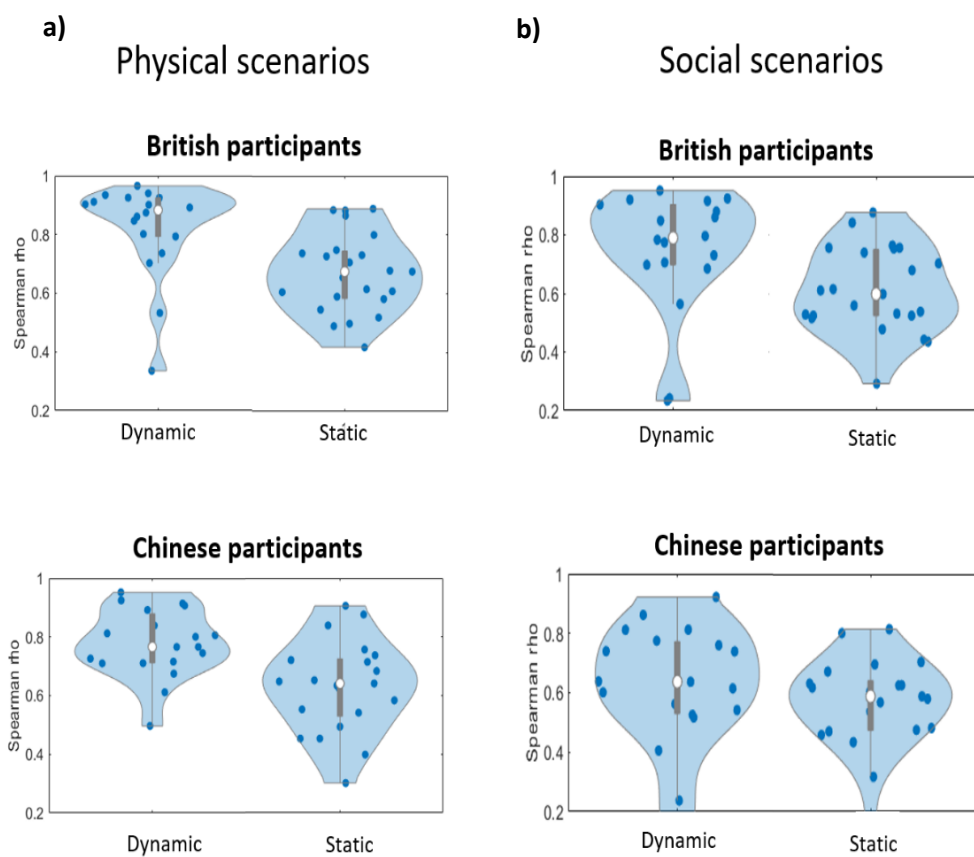 a)
Physical scenarios
British participants
Spearman rho
1
0.8
0.6
0.4
0.2
Dynamic
Static
Chinese participants
Spearman rho
1
0.8
0.6
0.4
0.2
Dynamic
Static
b)
Social scenarios
British participants
Spearman rho
1
0.8
0.6
0.4
0.2
Dynamic
Static
Chinese participants
Spearman rho
1
0.8
0.6
0.4
0.2
Dynamic
Static